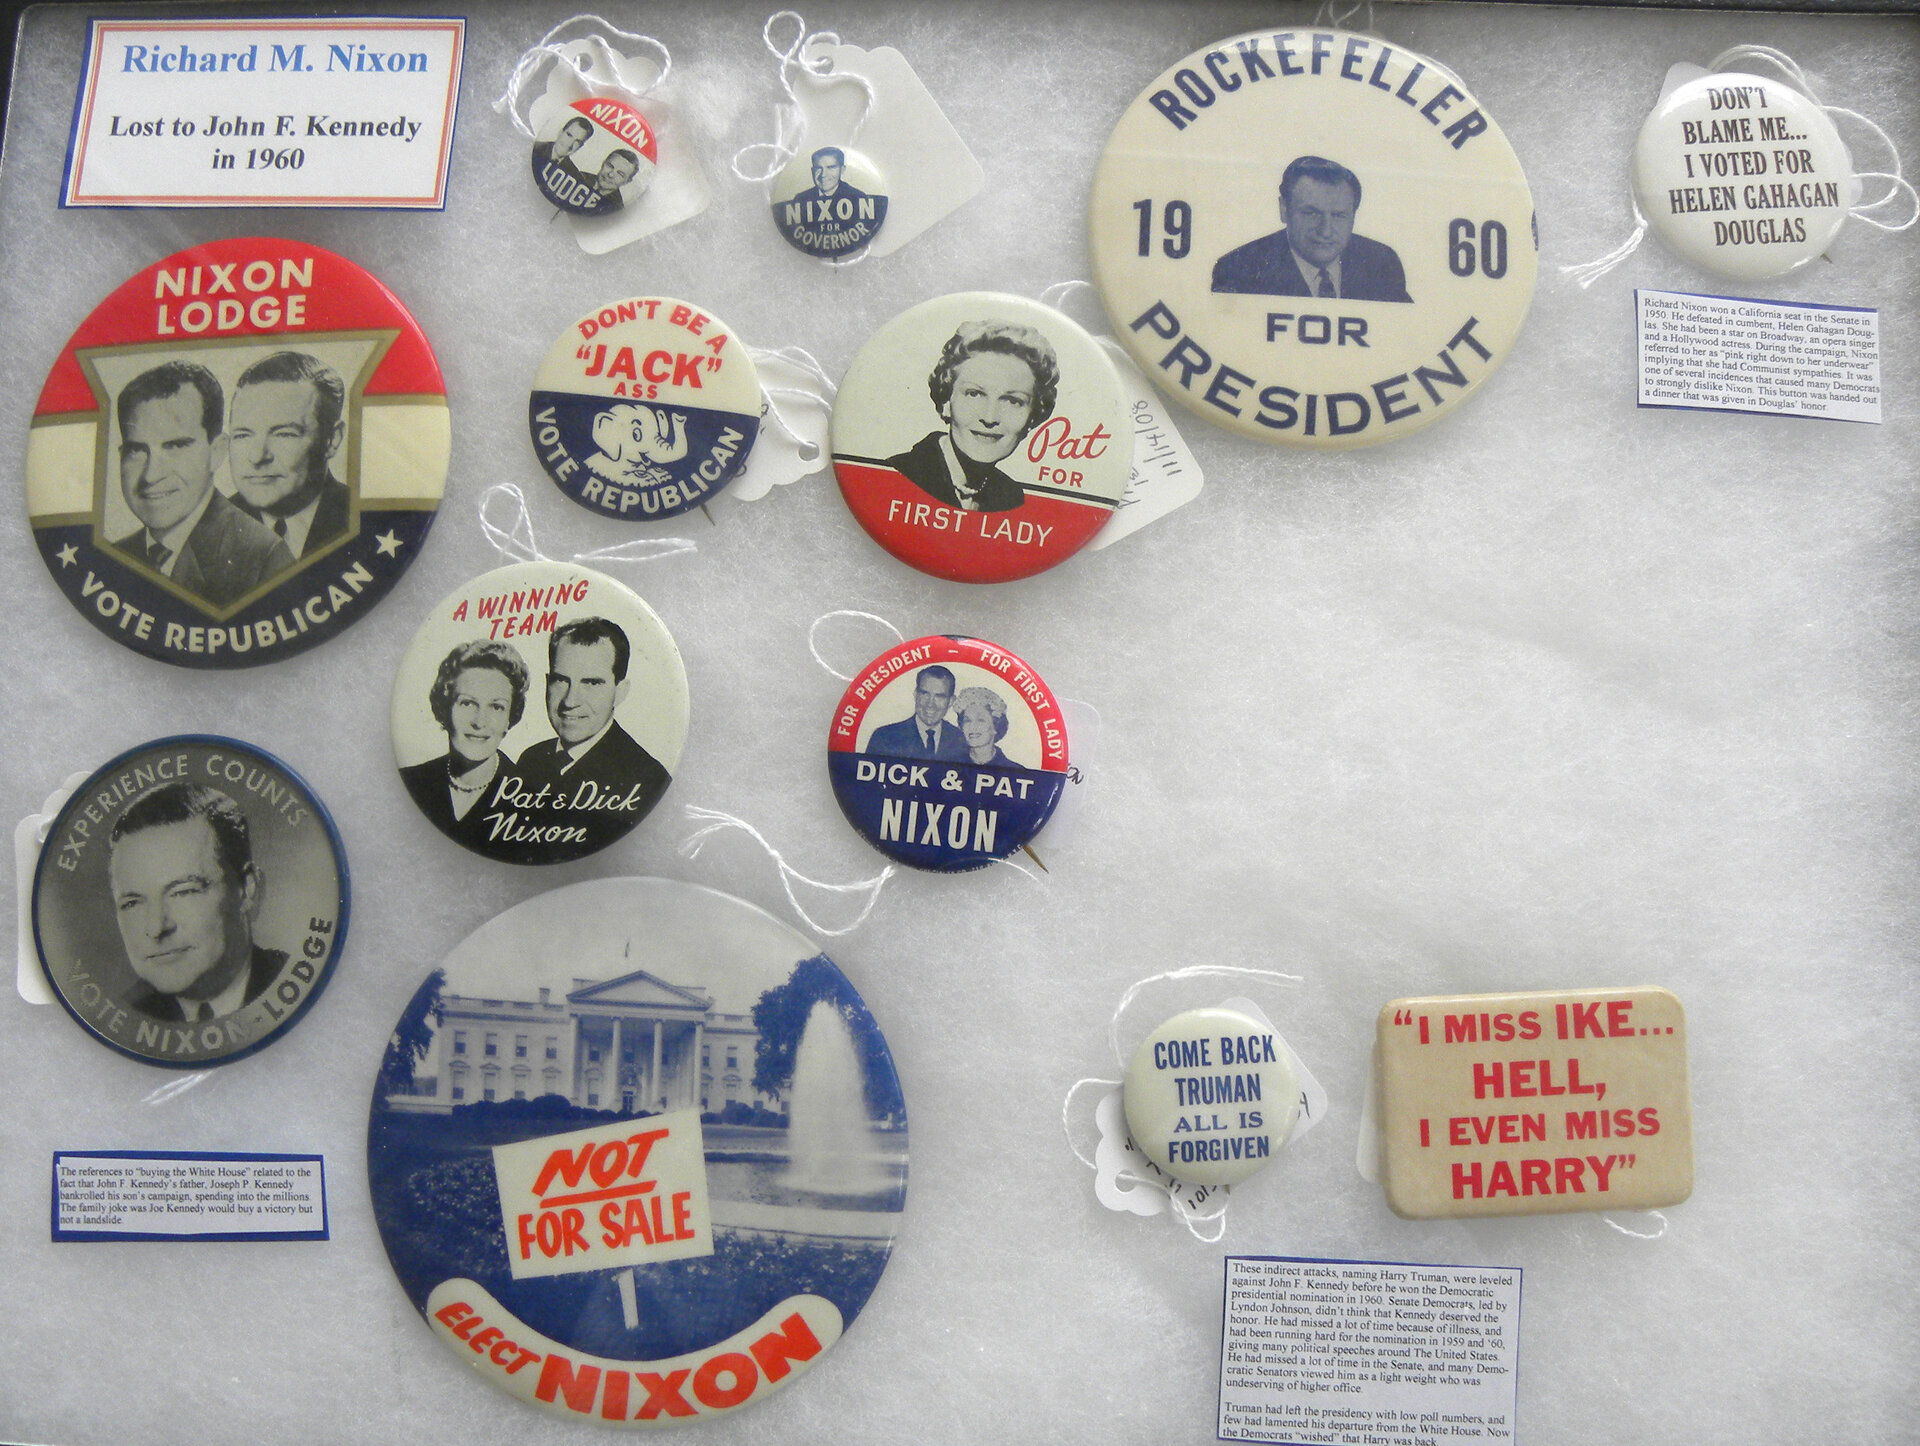 Richard M. Nixon
Lost to John F. Kennedy
in 1960
NIXON
LODGE
NIXON
FOR
GOVERNOR
ROCKEFELLER
19 60
FOR
PRESIDENT
DON'T
BLAME ME...
I VOTED FOR
HELEN GAHAGAN
DOUGLAS
Richard Nixon won a California seat in the Senate in
1950. He defeated in cumbent, Helen Gahagan Doug-
las. She had been a star on Broadway, an opera singer
and a Hollywood actress. During the campaign, Nixon
referred to her as "pink right down to her underwear"
implying that she had Communist sympathies. It was
one of several incidences that caused many Democrats
to strongly dislike Nixon. This button was handed out
a dinner that was given in Douglas' honor.
NIXON
LODGE
VOTE REPUBLICAN
DON'T BE A
"JACK"
ASS
VOTE REPUBLICAN
Pat
FOR
FIRST LADY
11/14/08
A WINNING
TEAM
Pat & Dick
Nixon
FOR PRESIDENT – FOR FIRST LADY
DICK & PAT
NIXON
EXPERIENCE COUNTS
VOTE NIXON-LODGE
The references to "buying the White House" related to the
fact that John F. Kennedy's father, Joseph P. Kennedy
bankrolled his son's campaign, spending into the millions.
The family joke was Joe Kennedy would buy a victory but
not a landslide.
NOT
FOR SALE
ELECT NIXON
COME BACK
TRUMAN
ALL IS
FORGIVEN
"I MISS IKE...
HELL,
I EVEN MISS
HARRY"
These indirect attacks, naming Harry Truman, were leveled
against John F. Kennedy before he won the Democratic
presidential nomination in 1960. Senate Democrats, led by
Lyndon Johnson, didn't think that Kennedy deserved the
honor. He had missed a lot of time because of illness, and
had been running hard for the nomination in 1959 and '60,
giving many political speeches around The United States.
He had missed a lot of time in the Senate, and many Demo-
cratic Senators viewed him as a light weight who was
undeserving of higher office.
Truman had left the presidency with low poll numbers, and
few had lamented his departure from the White House. Now
the Democrats "wished" that Harry was back.